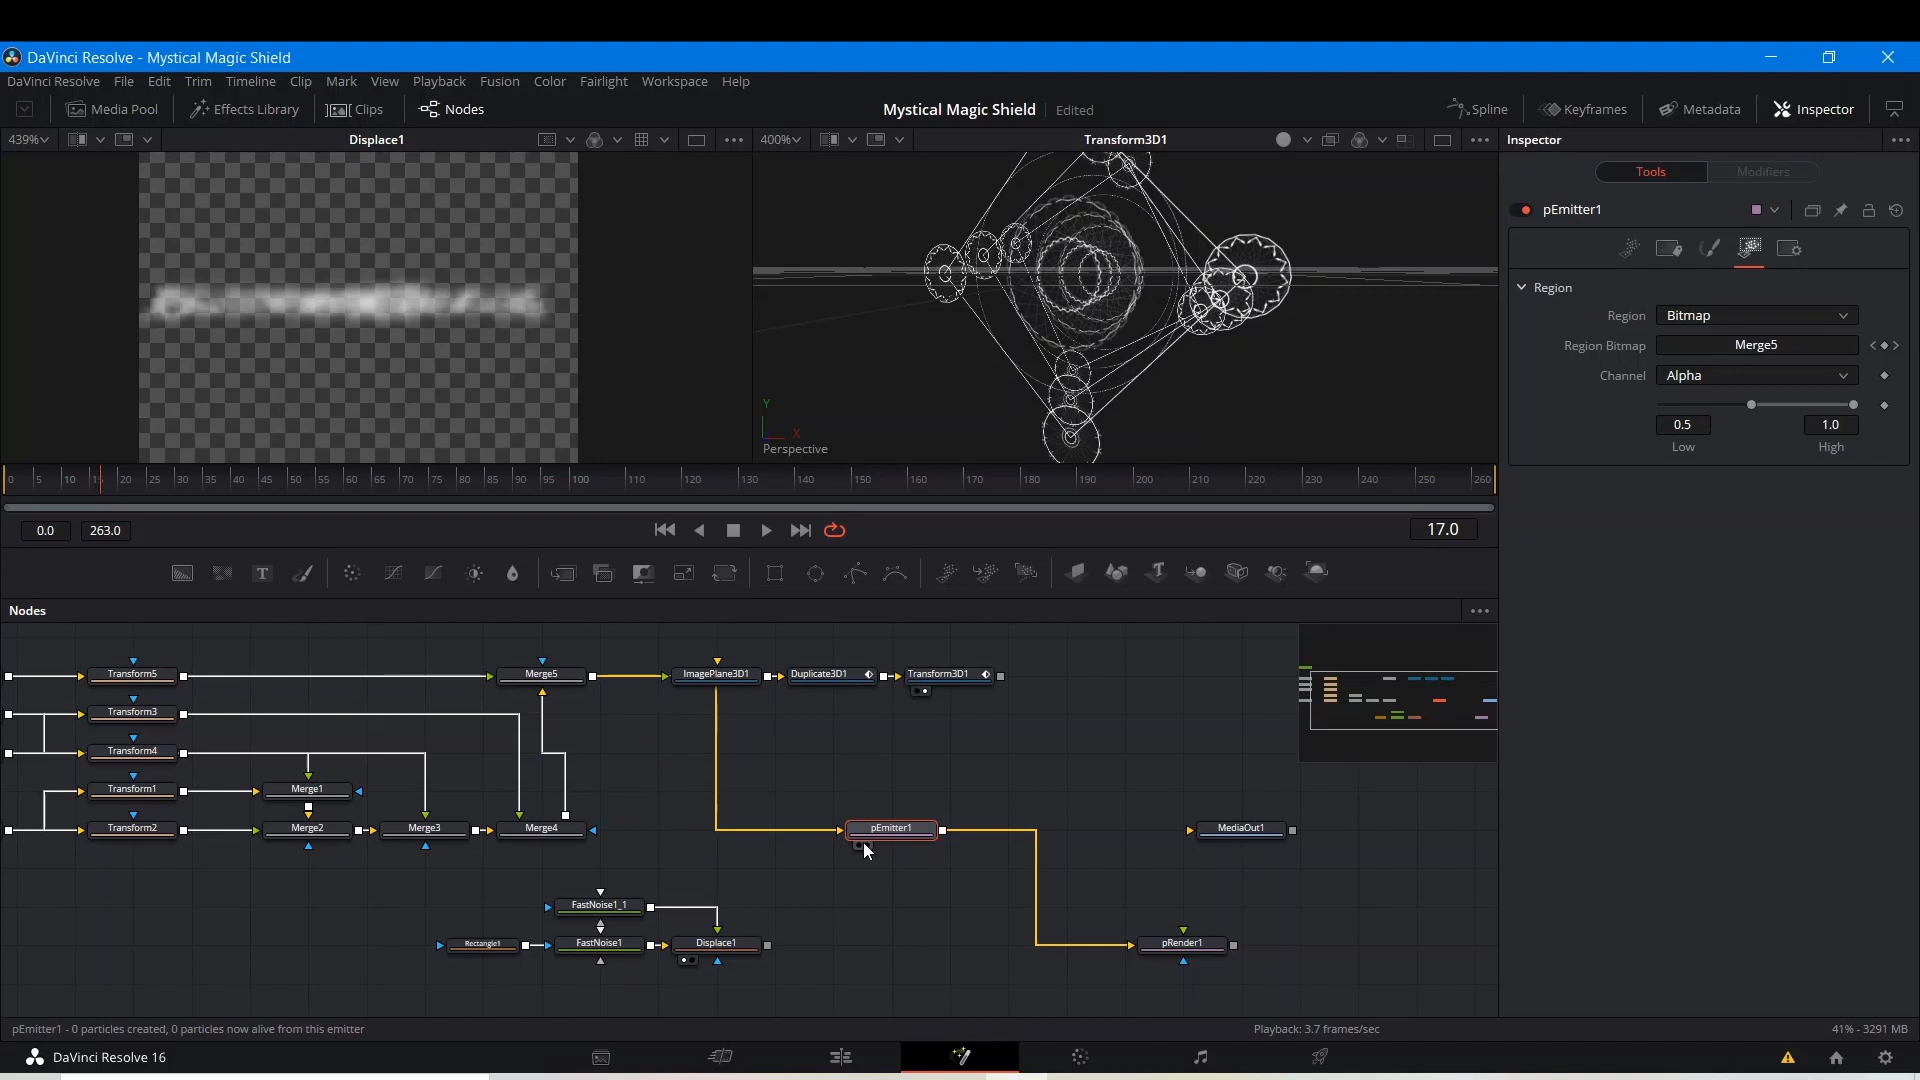 DaVinci Resolve - Mystical Magic Shield
DaVinci Resolve File Edit Trim Timeline Clip Mark View Playback Fusion Color Fairlight Workspace Help
Media Pool Effects Library Clips Nodes Mystical Magic Shield Edited Spline Keyframes Metadata Inspector
439% Displace1 400% Transform3D1 Inspector
Tools Modifiers
pEmitter1
Region
Region Bitmap
Region Bitmap Merge5
Channel Alpha
0.5 1.0
Low High
Y
X
Perspective
0 5 10 20 25 30 35 40 45 50 55 60 65 70 75 80 85 90 95 100 110 120 130 140 150 160 170 180 190 200 210 220 230 240 250 260
0.0 263.0 17.0
Nodes
Transform5 Merge5 ImagePlane3D1 Duplicate3D1 Transform3D1
Transform3
Transform4
Transform1 Merge1
Transform2 Merge2 Merge3 Merge4 pEmitter1 MediaOut1
FastNoise1_1
Rectangle1 FastNoise1 Displace1 pRender1
pEmitter1 - 0 particles created, 0 particles now alive from this emitter Playback: 3.7 frames/sec 41% - 3291 MB
DaVinci Resolve 16